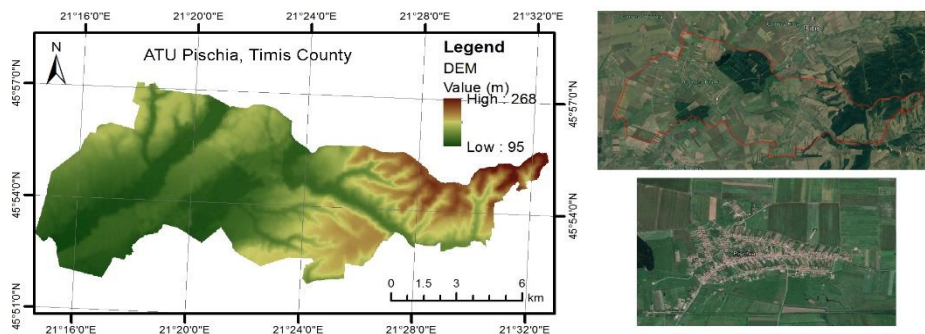 21°16'0"E 21°20'0"E 21°24'0"E 21°28'0"E 21°32'0"E
N
ATU Pischia, Timis County
Legend
DEM
Value (m)
High : 268
Low : 95
45°57'0"N
45°54'0"N
45°51'0"N
45°57'0"N
45°54'0"N
0 1.5 3 6
km
21°16'0"E 21°20'0"E 21°24'0"E 21°28'0"E 21°32'0"E